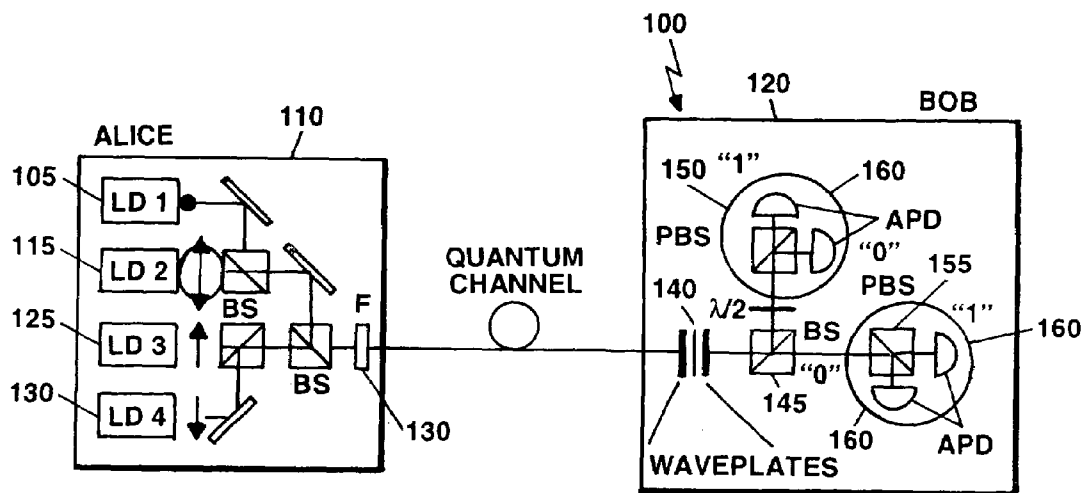 100
120
BOB
ALICE
110
150
"1"
160
105
LD 1
APD
PBS
"0"
115
LD 2
QUANTUM
CHANNEL
PBS
155
BS
F
140
λ/2
"1"
125
LD 3
BS
160
130
LD 4
BS
"0"
130
145
160
WAVEPLATES
APD